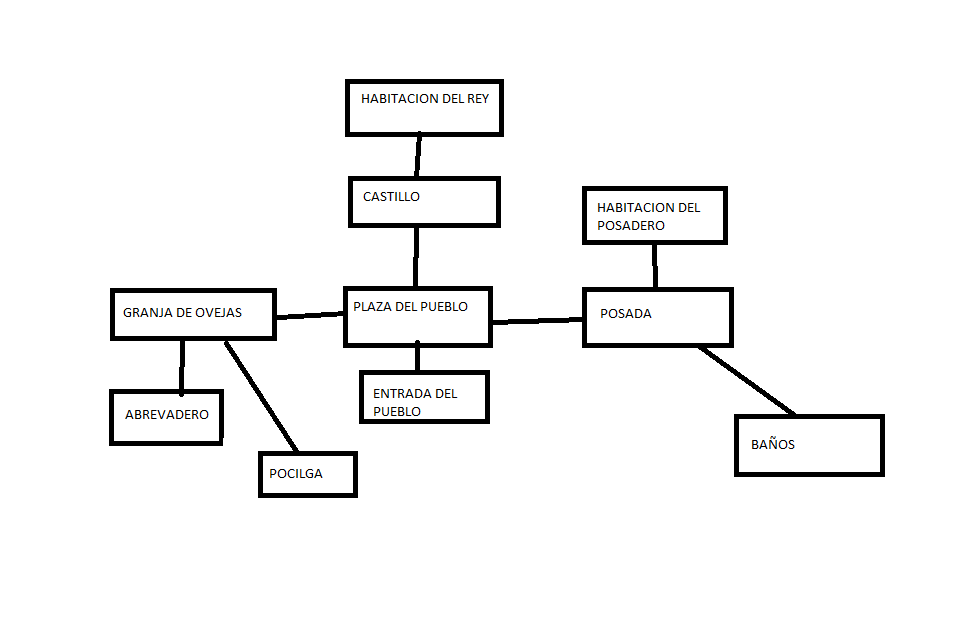 HABITACION DEL REY
CASTILLO
HABITACION DEL
POSADERO
GRANJA DE OVEJAS
PLAZA DEL PUEBLO
POSADA
ENTRADA DEL
PUEBLO
ABREVADERO
POCILGA
BAÑOS